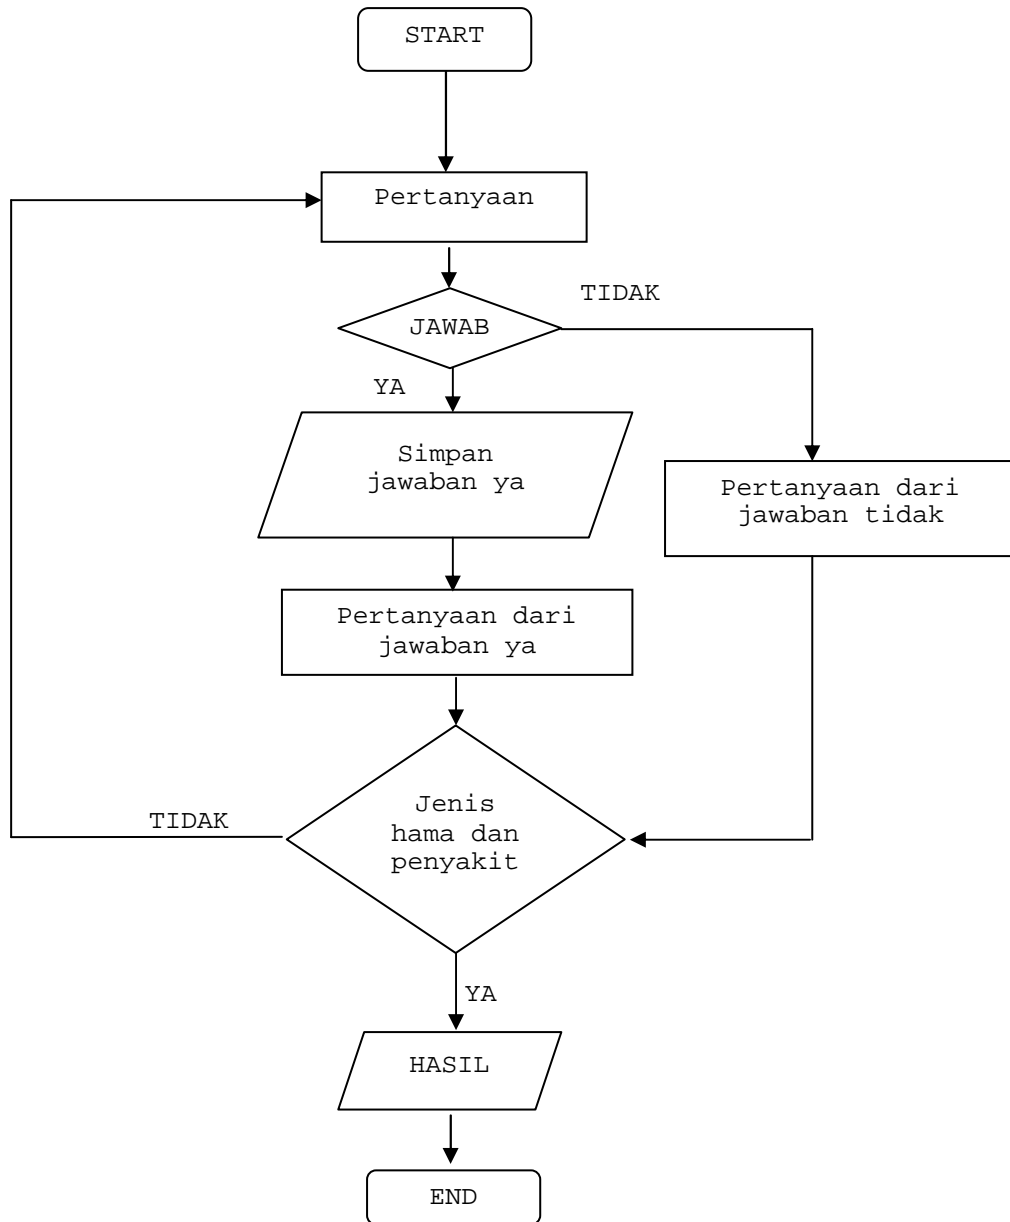 START
Pertanyaan
TIDAK
JAWAB
YA
Simpan
jawaban ya
Pertanyaan dari
jawaban tidak
Pertanyaan dari
jawaban ya
Jenis
hama dan
penyakit
TIDAK
YA
HASIL
END